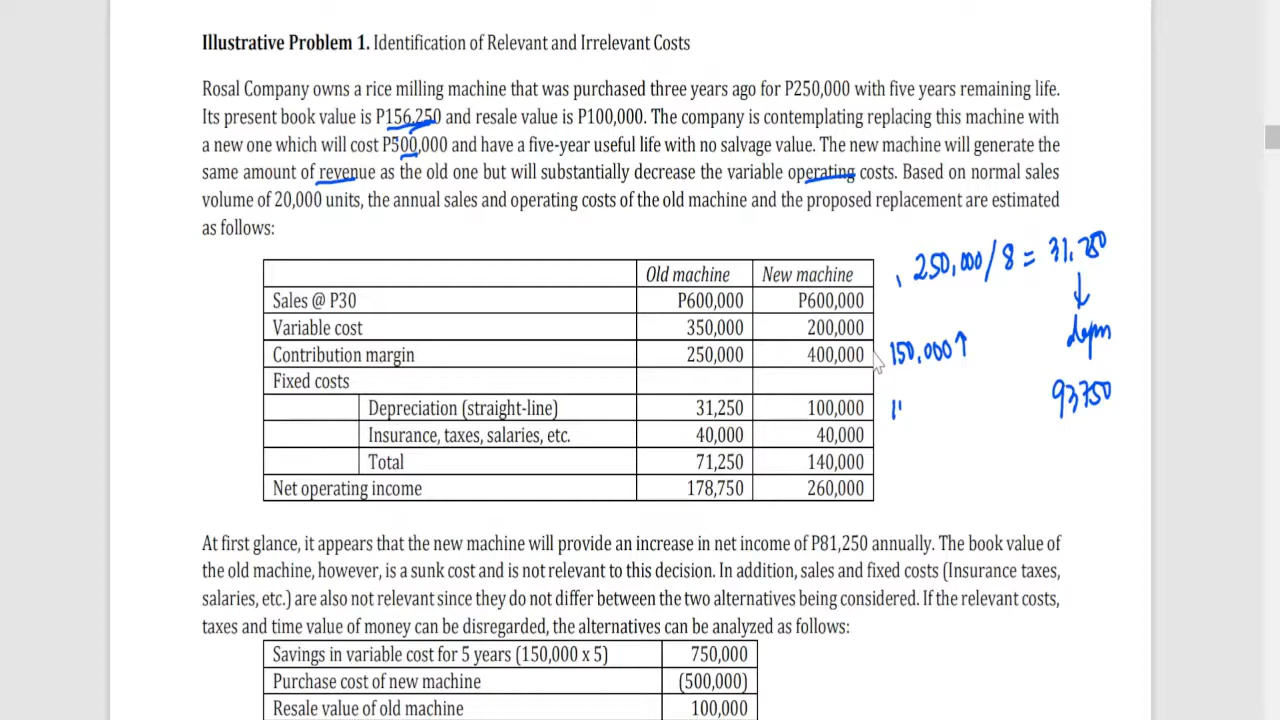 Illustrative Problem 1. Identification of Relevant and Irrelevant Costs
Rosal Company owns a rice milling machine that was purchased three years ago for P250,000 with five years remaining life.
Its present book value is P156,250 and resale value is P100,000. The company is contemplating replacing this machine with
a new one which will cost P500,000 and have a five-year useful life with no salvage value. The new machine will generate the
same amount of revenue as the old one but will substantially decrease the variable operating costs. Based on normal sales
volume of 20,000 units, the annual sales and operating costs of the old machine and the proposed replacement are estimated
as follows:
250,000/8 = 31,250
Old machine New machine
Sales @ P30 P600,000 P600,000
Variable cost 350,000 200,000
depn
Contribution margin 250,000 400,000 150,000↑
Fixed costs
93750
Depreciation (straight-line) 31,250 100,000
Insurance, taxes, salaries, etc. 40,000 40,000
Total 71,250 140,000
Net operating income 178,750 260,000
At first glance, it appears that the new machine will provide an increase in net income of P81,250 annually. The book value of
the old machine, however, is a sunk cost and is not relevant to this decision. In addition, sales and fixed costs (Insurance taxes,
salaries, etc.) are also not relevant since they do not differ between the two alternatives being considered. If the relevant costs,
taxes and time value of money can be disregarded, the alternatives can be analyzed as follows:
Savings in variable cost for 5 years (150,000 x 5) 750,000
Purchase cost of new machine (500,000)
Resale value of old machine 100,000